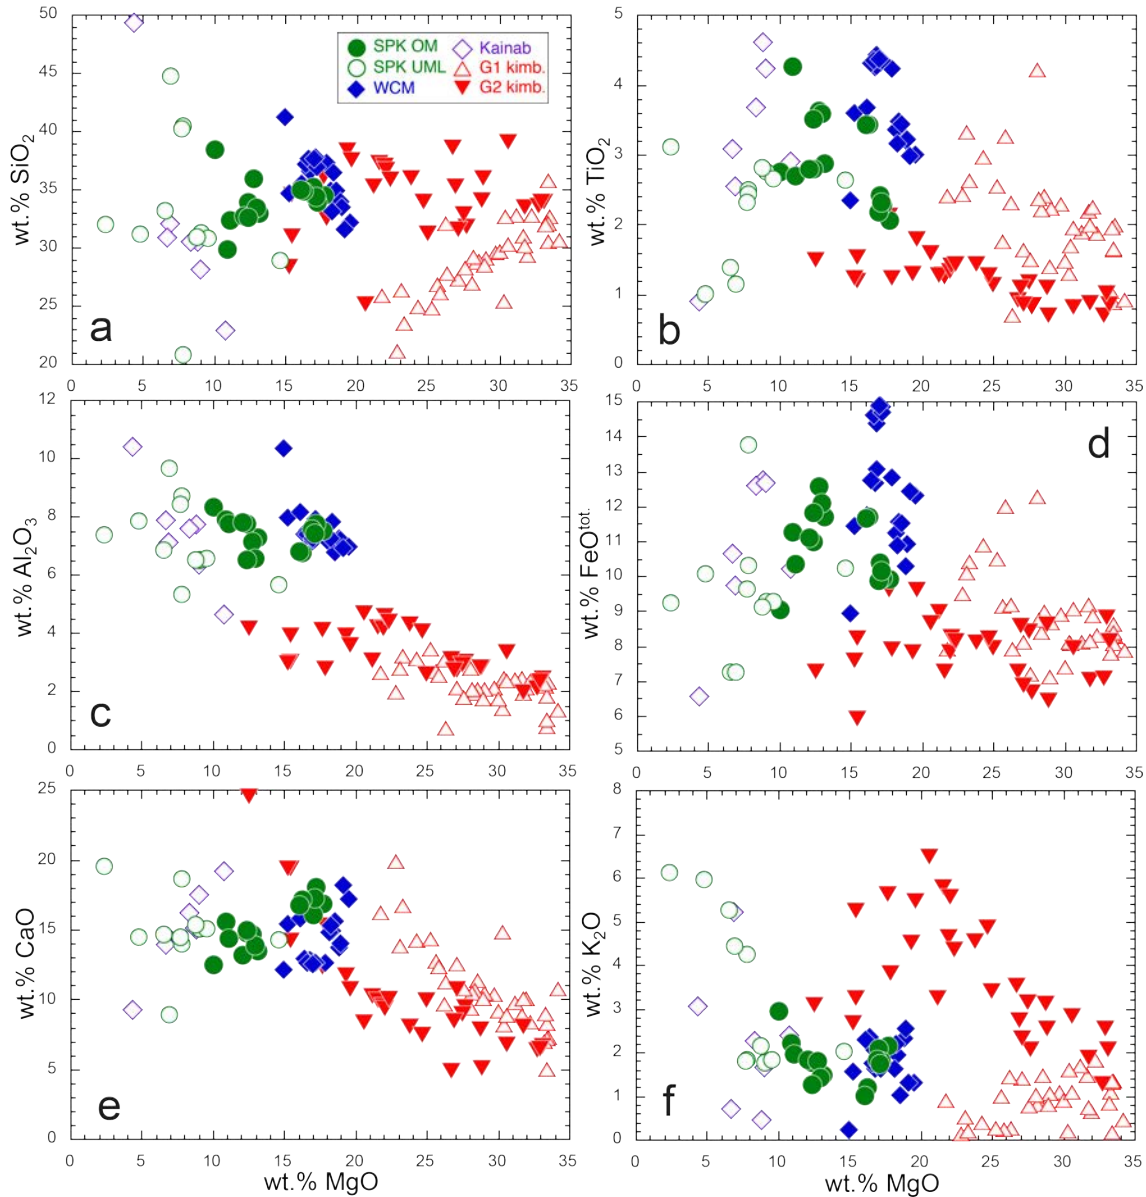 50
45
40
35
30
25
20
wt.% SiO2
SPK OM
SPK UML
WCM
Kainab
G1 kimb.
G2 kimb.
a
0 5 10 15 20 25 30 35
5
4
3
2
1
0
wt.% TiO2
b
0 5 10 15 20 25 30 35
12
10
8
6
4
2
0
wt.% Al2O3
c
0 5 10 15 20 25 30 35
15
14
13
12
11
10
9
8
7
6
5
wt.% FeOtot.
d
0 5 10 15 20 25 30 35
25
20
15
10
5
0
wt.% CaO
e
0 5 10 15 20 25 30 35
wt.% MgO
8
7
6
5
4
3
2
1
0
wt.% K2O
f
0 5 10 15 20 25 30 35
wt.% MgO